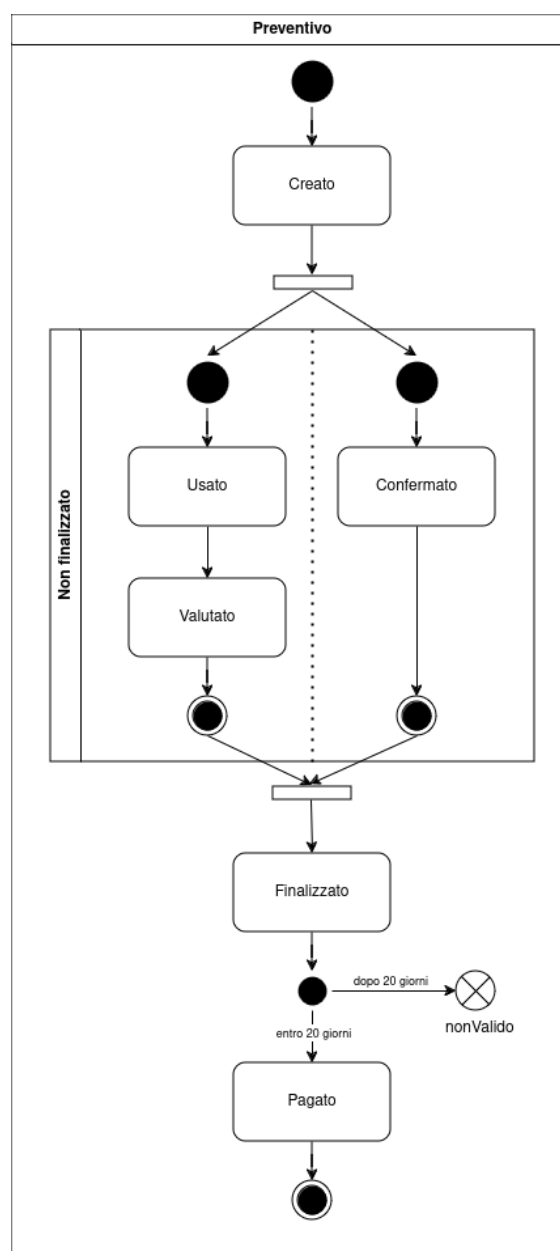 Preventivo
Creato
Non finalizzato
Usato
Confermato
Valutato
Finalizzato
dopo 20 giorni
nonValido
entro 20 giorni
Pagato